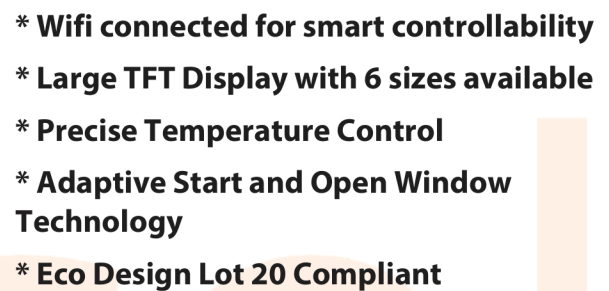 * Wifi connected for smart controllability
* Large TFT Display with 6 sizes available
* Precise Temperature Control
* Adaptive Start and Open Window
Technology
* Eco Design Lot 20 Compliant